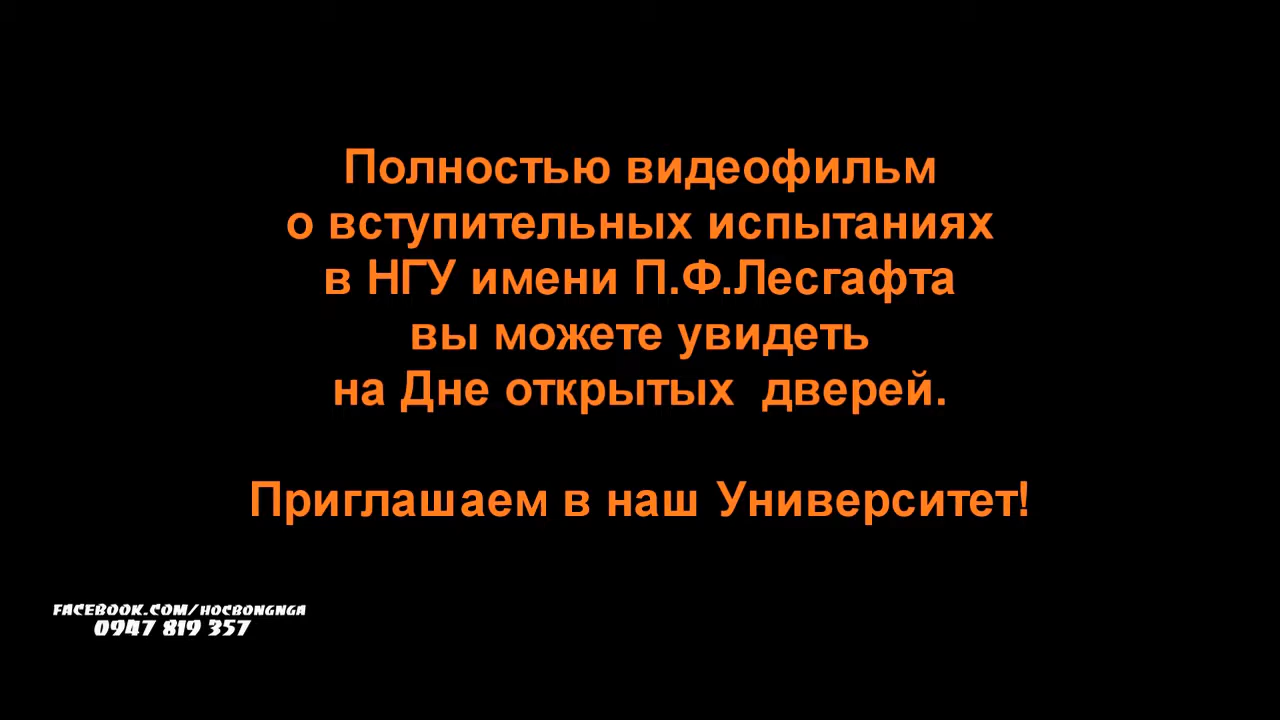 Полностью видеофильм
о вступительных испытаниях
в НГУ имени П.Ф.Лесгафта
вы можете увидеть
на Дне открытых  дверей.
Приглашаем в наш Университет!
FACEBOOK.COM/HOCBONGNGA
0947 819 357